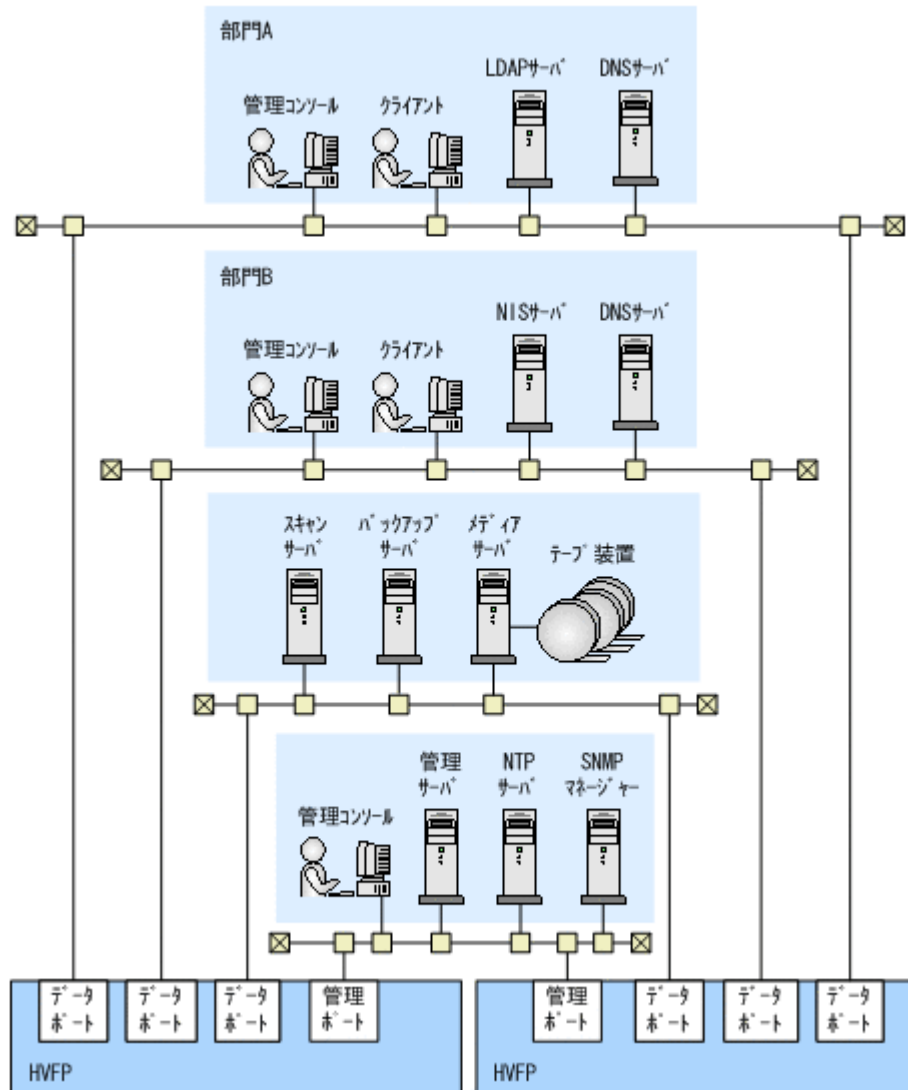 部門A
LDAPサーバ DNSサーバ
管理コンソール クライアント
部門B
NISサーバ DNSサーバ
管理コンソール クライアント
スキャン
サーバ
バックアップ
サーバ
メディア
サーバ
テープ装置
管理
サーバ
NTP
サーバ
SNMP
マネージャー
管理コンソール
データ
ポート
データ
ポート
データ
ポート
管理
ポート
管理
ポート
データ
ポート
データ
ポート
データ
ポート
HVFP
HVFP